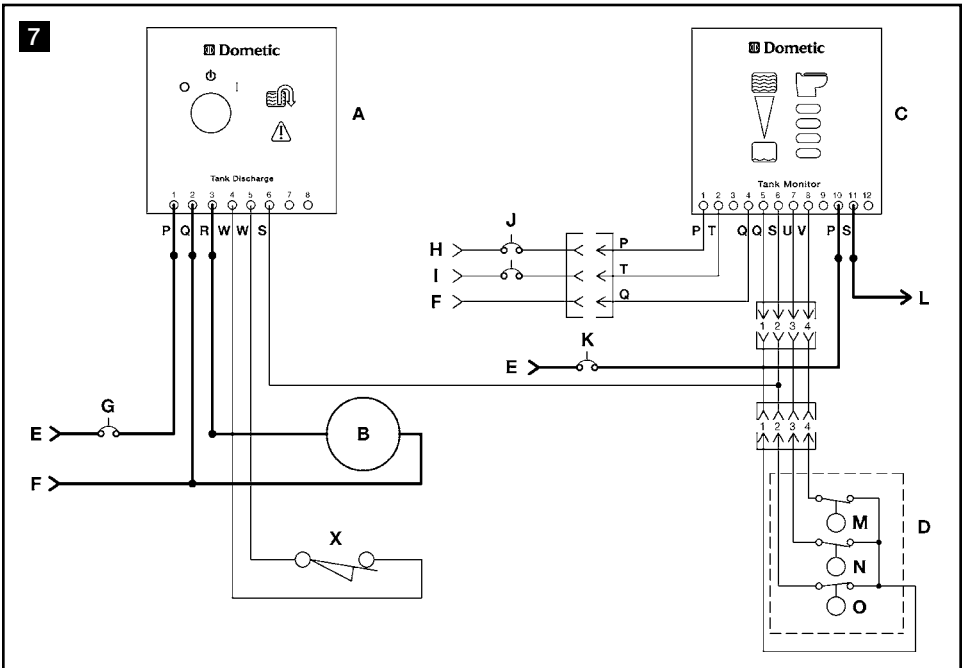 7
Dometic
I
Tank Discharge
1 2 3 4 5 6 7 8
P Q R W W S
A
Dometic
Tank Monitor
1 2 3 4 5 6 7 8 9 10 11 12
P T Q Q S U V P S
C
J
H P
I T
F Q
L
K
E
1 2 3 4
G
E
B
F
1 2 3 4
X
M
D
N
O